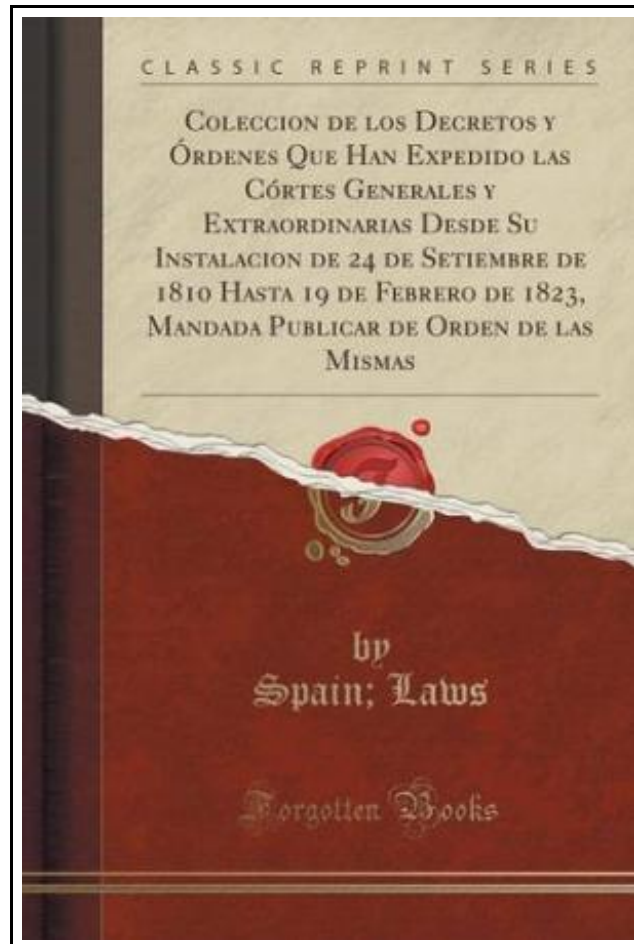 CLASSIC REPRINT SERIES
COLECCION DE LOS DECRETOS Y
ÓRDENES QUE HAN EXPEDIDO LAS
CÓRTES GENERALES Y
EXTRAORDINARIAS DESDE SU
INSTALACION DE 24 DE SETIEMBRE DE
1810 HASTA 19 DE FEBRERO DE 1823,
MANDADA PUBLICAR DE ORDEN DE LAS
MISMAS
by
Spain; Laws
Forgotten Books